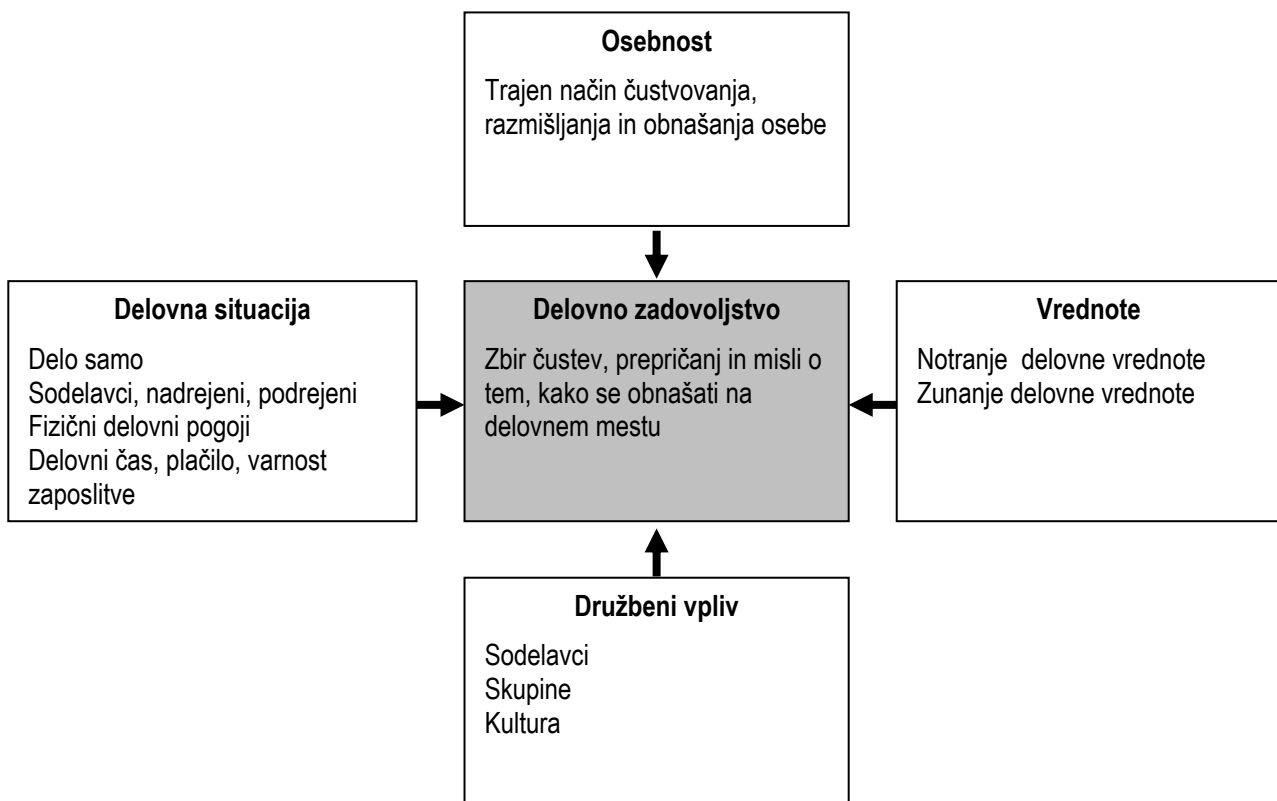 Osebnost
Trajen način čustvovanja,
razmišljanja in obnašanja osebe
Delovna situacija
Delo samo
Sodelavci, nadrejeni, podrejeni
Fizični delovni pogoji
Delovni čas, plačilo, varnost
zaposlitve
Delovno zadovoljstvo
Zbir čustev, prepričanj in misli o
tem, kako se obnašati na
delovnem mestu
Vrednote
Notranje  delovne vrednote
Zunanje delovne vrednote
Družbeni vpliv
Sodelavci
Skupine
Kultura